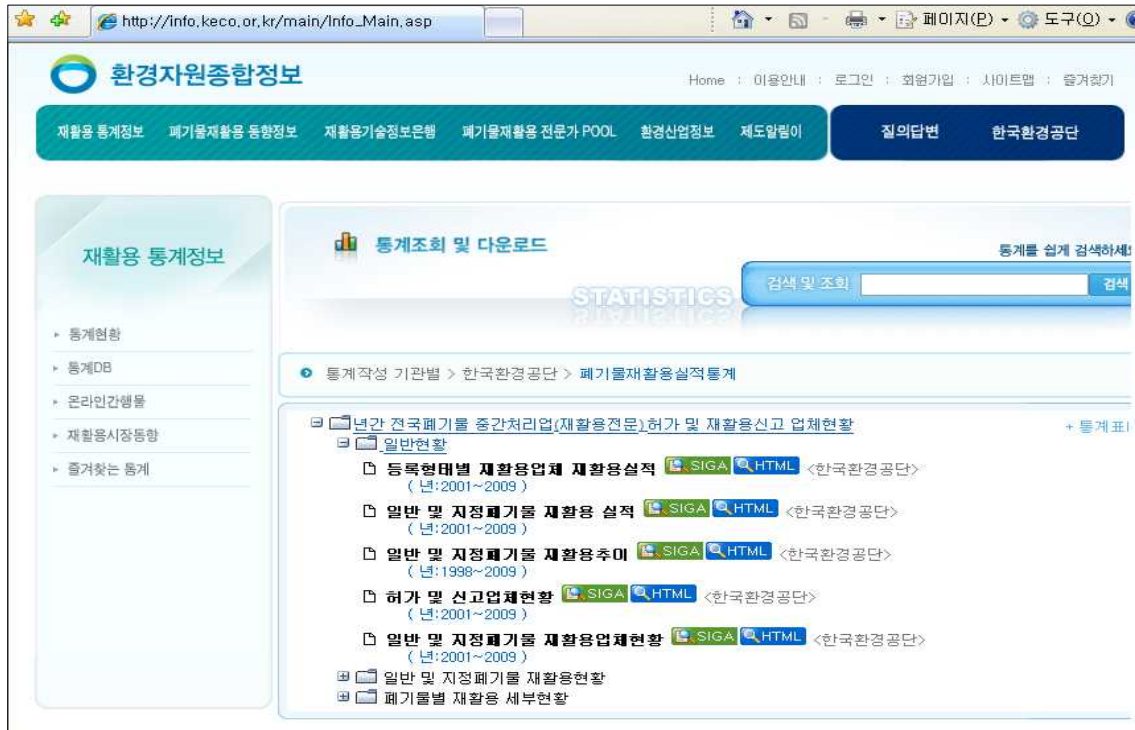 http://info.keco.or.kr/main/Info_Main.asp
페이지(P) 도구(O)
환경자원종합정보
Home : 이용안내 : 로그인 : 회원가입 : 사이트맵 : 즐겨찾기
재활용 통계정보 폐기물재활용 동향정보 재활용기술정보은행 폐기물재활용 전문가 POOL 환경산업정보 제도알림이 질의답변 한국환경공단
재활용 통계정보
통계현황
통계DB
온라인간행물
재활용시장동향
즐겨찾는 통계
통계조회 및 다운로드
통계를 쉽게 검색하세요
STATISTICS
검색 및 조회
검색
통계작성 기관별 > 한국환경공단 > 폐기물재활용실적통계
년간 전국폐기물 중간처리업(재활용전문)허가 및 재활용신고 업체현황
+ 통계표
일반현황
등록형태별 재활용업체 재활용실적 SIGA HTML <한국환경공단>
( 년:2001~2009 )
일반 및 지정폐기물 재활용 실적 SIGA HTML <한국환경공단>
( 년:2001~2009 )
일반 및 지정폐기물 재활용추이 SIGA HTML <한국환경공단>
( 년:1998~2009 )
허가 및 신고업체현황 SIGA HTML <한국환경공단>
( 년:2001~2009 )
일반 및 지정폐기물 재활용업체현황 SIGA HTML <한국환경공단>
( 년:2001~2009 )
일반 및 지정폐기물 재활용현황
폐기물별 재활용 세부현황